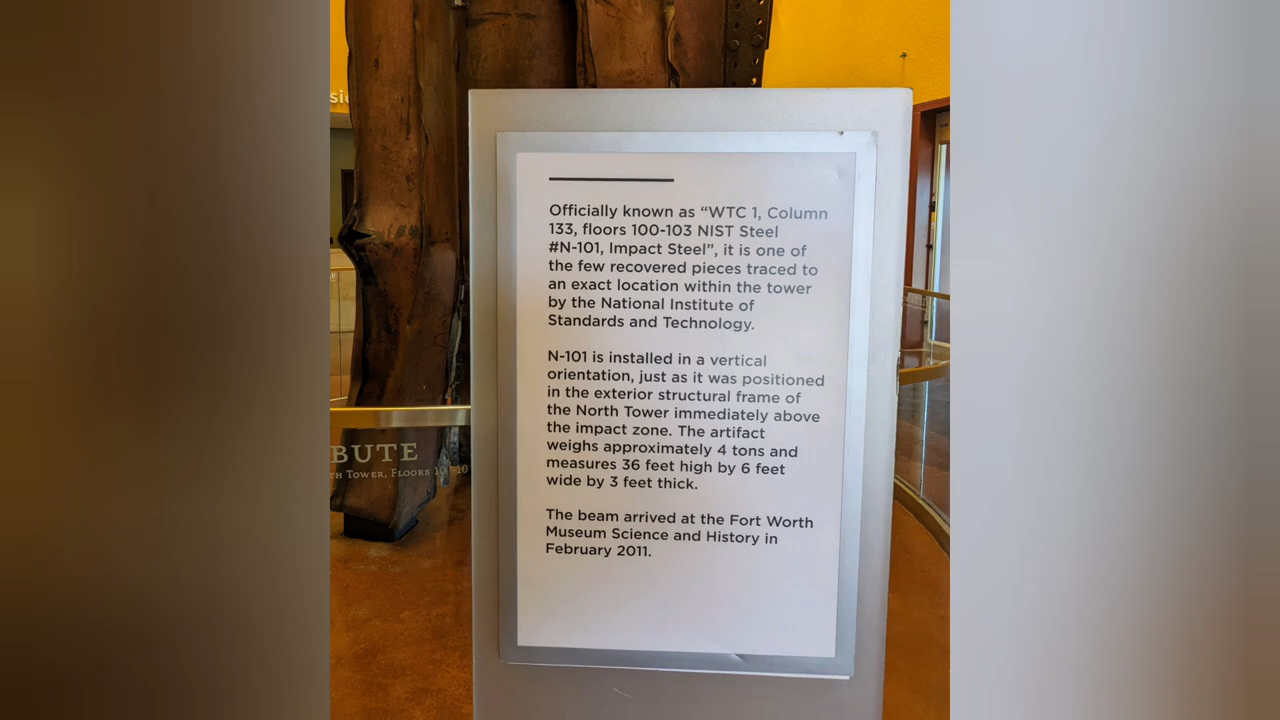 Officially known as “WTC 1, Column
133, floors 100-103 NIST Steel
#N-101, Impact Steel”, it is one of
the few recovered pieces traced to
an exact location within the tower
by the National Institute of
Standards and Technology.
N-101 is installed in a vertical
orientation, just as it was positioned
in the exterior structural frame of
the North Tower immediately above
the impact zone. The artifact
weighs approximately 4 tons and
measures 36 feet high by 6 feet
wide by 3 feet thick.
The beam arrived at the Fort Worth
Museum Science and History in
February 2011.
BUTE
TH TOWER, FLOORS